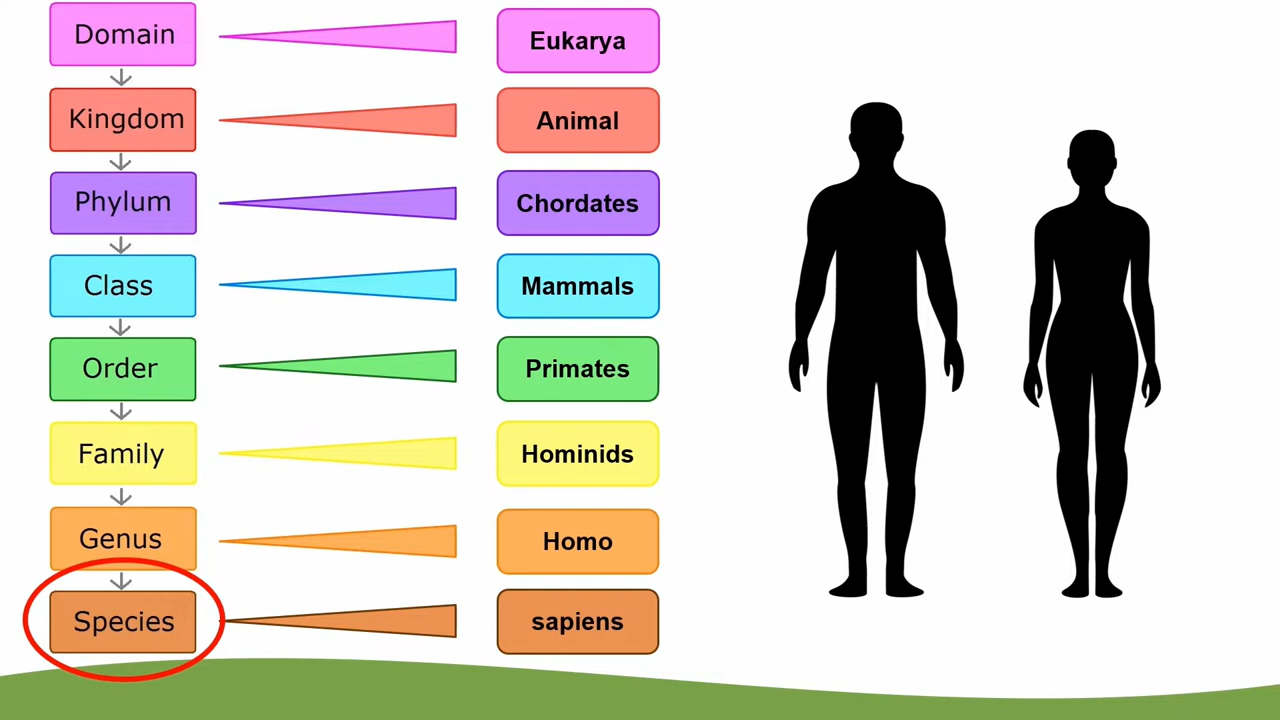 Domain
Eukarya
Kingdom
Animal
Phylum
Chordates
Class
Mammals
Order
Primates
Family
Hominids
Genus
Homo
Species
sapiens